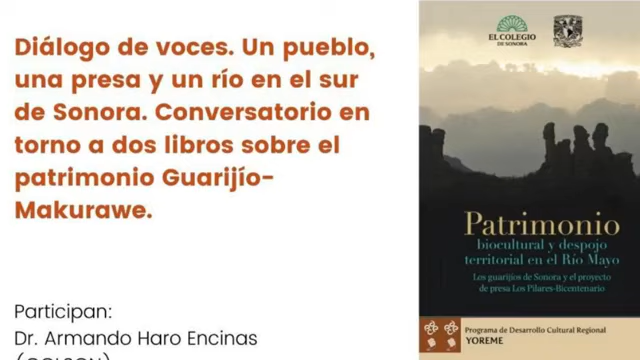 Diálogo de voces. Un pueblo,
una presa y un río en el sur
de Sonora. Conversatorio en
torno a dos libros sobre el
patrimonio Guarijío-
Makurawe.
Participan:
Dr. Armando Haro Encinas
(COLSON)
EL COLEGIO
DE SONORA
Patrimonio
biocultural y despojo
territorial en el Río Mayo
Los guarijíos de Sonora y el proyecto
de presa Los Pilares-Bicentenario
Programa de Desarrollo Cultural Regional
YOREME